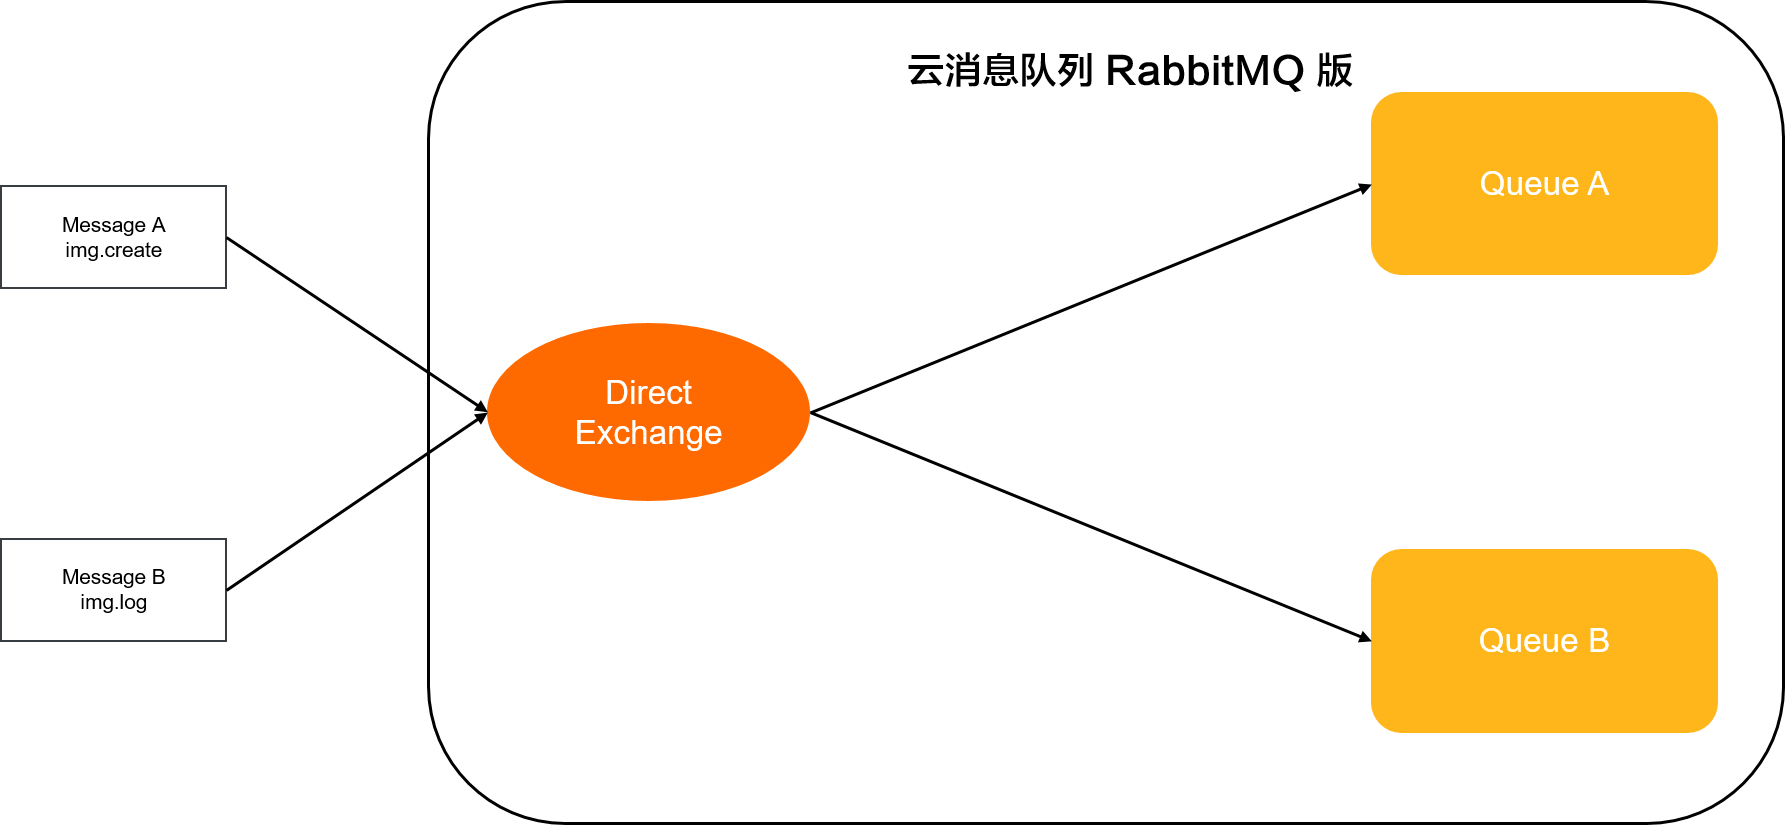 云消息队列 RabbitMQ 版
Message A
img.create
Queue A
Direct
Exchange
Message B
img.log
Queue B